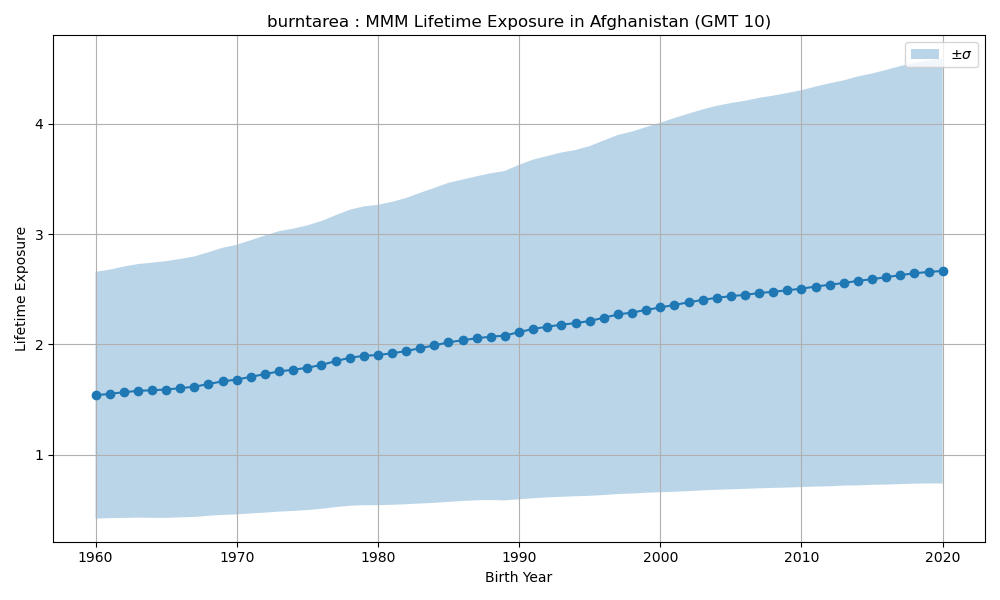 burntarea : MMM Lifetime Exposure in Afghanistan (GMT 10)
±σ
Lifetime Exposure
4
3
2
1
1960 1970 1980 1990 2000 2010 2020
Birth Year